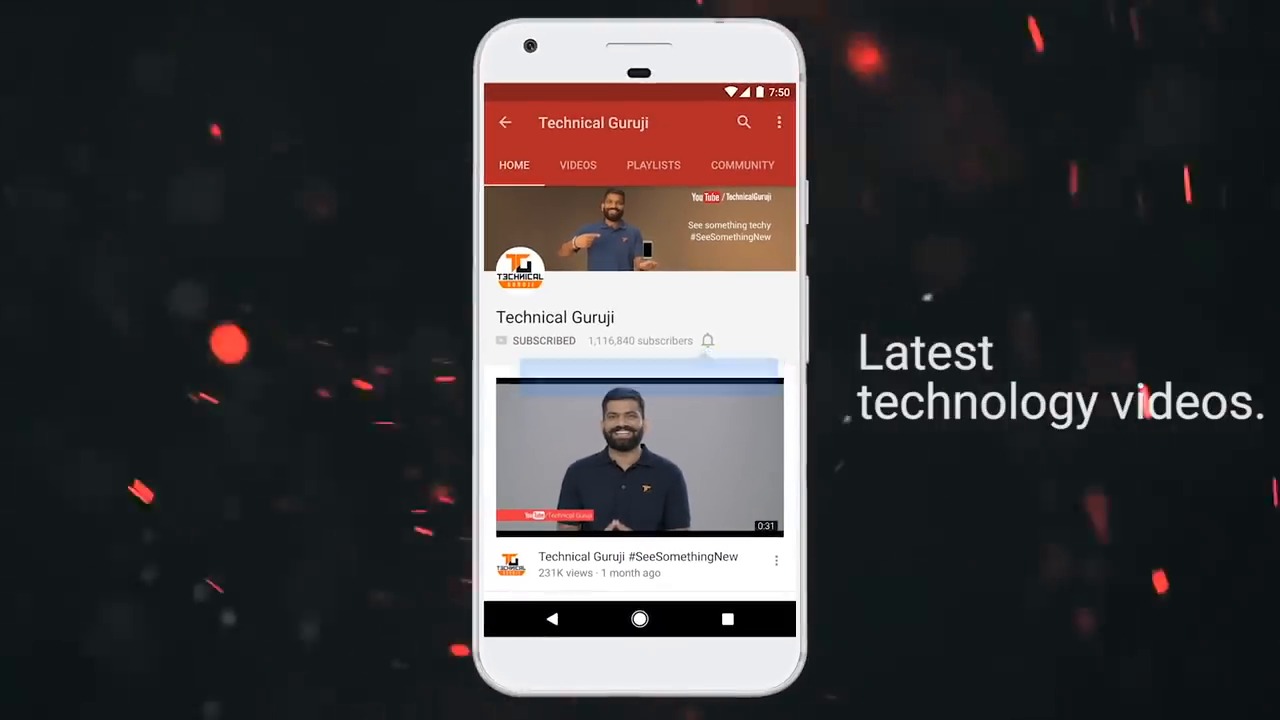 7:50
Technical Guruji
HOME VIDEOS PLAYLISTS COMMUNITY
YouTube /TechnicalGuruji
See something techy
#SeeSomethingNew
TECHNICAL
GURUJI
Technical Guruji
SUBSCRIBED 1,116,840 subscribers
Latest
technology videos.
YouTube /Technical Guruji
0:31
Technical Guruji #SeeSomethingNew
231K views · 1 month ago
TECHNICAL
GURUJI